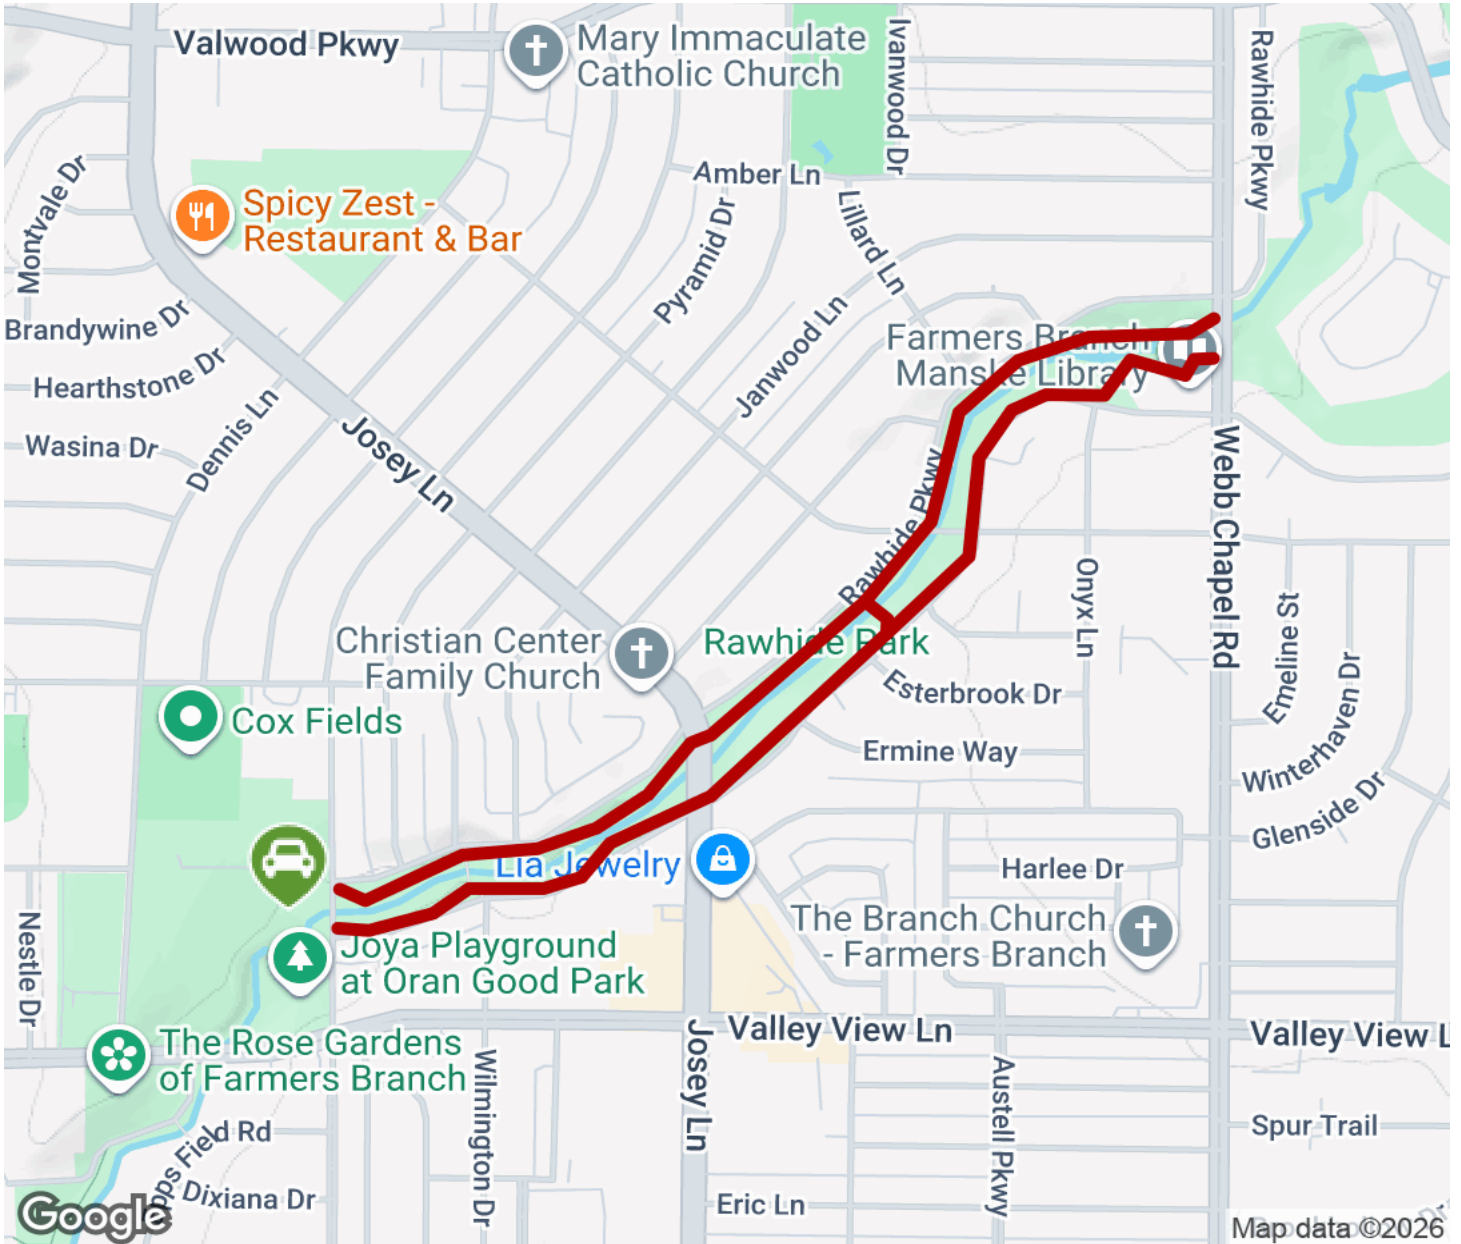 Valwood Pkwy
Mary Immaculate
Catholic Church
Ivanwood Dr
Rawhide Pkwy
Montvale Dr
Amber Ln
Spicy Zest -
Restaurant & Bar
Pyramid Dr
Lillard Ln
Brandywine Dr
Janwood Ln
Farmers Branch
Manske Library
Hearthstone Dr
Dennis Ln
Wasina Dr
Josey Ln
Webb Chapel Rd
Rawhide Pkwy
Onyx Ln
Emeline St
Christian Center
Family Church
Rawhide Park
Esterbrook Dr
Winterhaven Dr
Cox Fields
Ermine Way
Glenside Dr
Lia Jewelry
Harlee Dr
Nestle Dr
Joya Playground
at Oran Good Park
The Branch Church
- Farmers Branch
Valley View Ln
Valley View L
The Rose Gardens
of Farmers Branch
Josey Ln
Wilmington Dr
Austell Pkwy
Field Rd
Spur Trail
Dixiana Dr
Eric Ln
Google
Map data ©2026